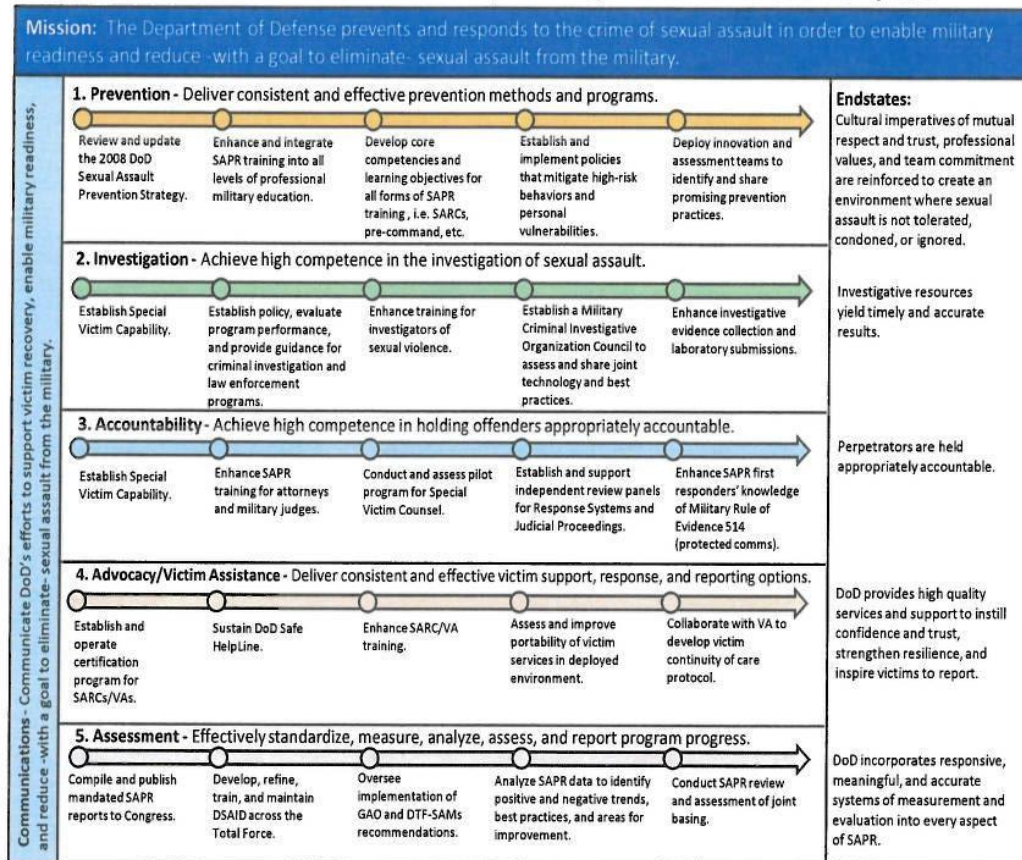 Mission: The Department of Defense prevents and responds to the crime of sexual assault in order to enable military
readiness and reduce -with a goal to eliminate- sexual assault from the military.
Communications - Communicate DoD's efforts to support victim recovery, enable military readiness,
and reduce -with a goal to eliminate- sexual assault from the military.
1. Prevention - Deliver consistent and effective prevention methods and programs.
Review and update
the 2008 DoD
Sexual Assault
Prevention Strategy.
Enhance and integrate
SAPR training into all
levels of professional
military education.
Develop core
competencies and
learning objectives for
all forms of SAPR
training , i.e. SARCs,
pre-command, etc.
Establish and
implement policies
that mitigate high-risk
behaviors and
personal
vulnerabilities.
Deploy innovation and
assessment teams to
identify and share
promising prevention
practices.
Endstates:
Cultural imperatives of mutual
respect and trust, professional
values, and team commitment
are reinforced to create an
environment where sexual
assault is not tolerated,
condoned, or ignored.
2. Investigation - Achieve high competence in the investigation of sexual assault.
Establish Special
Victim Capability.
Establish policy, evaluate
program performance,
and provide guidance for
criminal investigation and
law enforcement
programs.
Enhance training for
investigators of
sexual violence.
Establish a Military
Criminal Investigative
Organization Council to
assess and share joint
technology and best
practices.
Enhance investigative
evidence collection and
laboratory submissions.
Investigative resources
yield timely and accurate
results.
3. Accountability - Achieve high competence in holding offenders appropriately accountable.
Establish Special
Victim Capability.
Enhance SAPR
training for attorneys
and military judges.
Conduct and assess pilot
program for Special
Victim Counsel.
Establish and support
independent review panels
for Response Systems and
Judicial Proceedings.
Enhance SAPR first
responders' knowledge
of Military Rule of
Evidence 514
(protected comms).
Perpetrators are held
appropriately accountable.
4. Advocacy/Victim Assistance - Deliver consistent and effective victim support, response, and reporting options.
Establish and
operate
certification
program for
SARCs/VAs.
Sustain DoD Safe
HelpLine.
Enhance SARC/VA
training.
Assess and improve
portability of victim
services in deployed
environment.
Collaborate with VA to
develop victim
continuity of care
protocol.
DoD provides high quality
services and support to instill
confidence and trust,
strengthen resilience, and
inspire victims to report.
5. Assessment - Effectively standardize, measure, analyze, assess, and report program progress.
Compile and publish
mandated SAPR
reports to Congress.
Develop, refine,
train, and maintain
DSAID across the
Total Force.
Oversee
implementation of
GAO and DTF-SAMs
recommendations.
Analyze SAPR data to identify
positive and negative trends,
best practices, and areas for
improvement.
Conduct SAPR review
and assessment of joint
basing.
DoD incorporates responsive,
meaningful, and accurate
systems of measurement and
evaluation into every aspect
of SAPR.